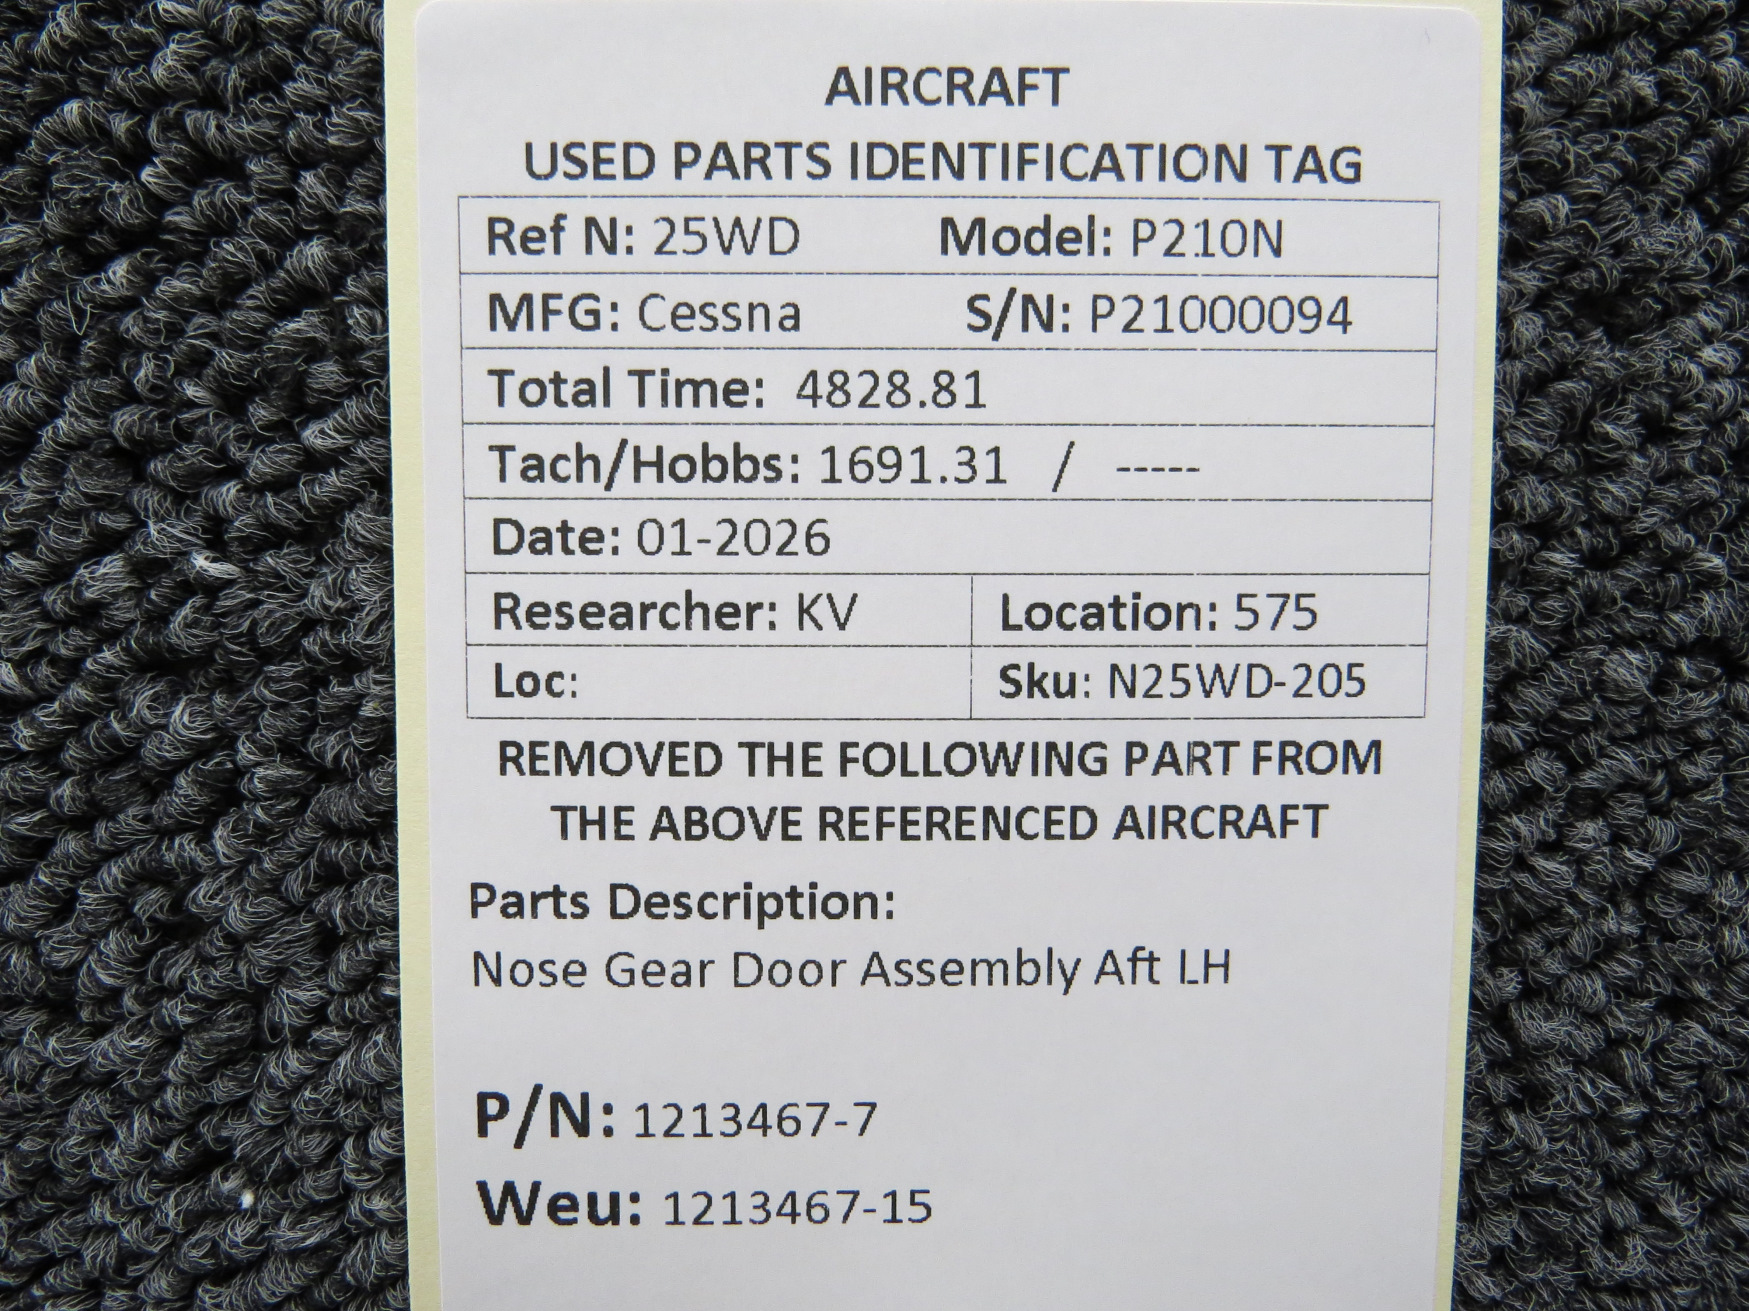 AIRCRAFT
USED PARTS IDENTIFICATION TAG
Ref N: 25WD Model: P210N
MFG: Cessna S/N: P21000094
Total Time: 4828.81
Tach/Hobbs: 1691.31 / -----
Date: 01-2026
Researcher: KV Location: 575
Loc: Sku: N25WD-205
REMOVED THE FOLLOWING PART FROM
THE ABOVE REFERENCED AIRCRAFT
Parts Description:
Nose Gear Door Assembly Aft LH
P/N: 1213467-7
Weu: 1213467-15